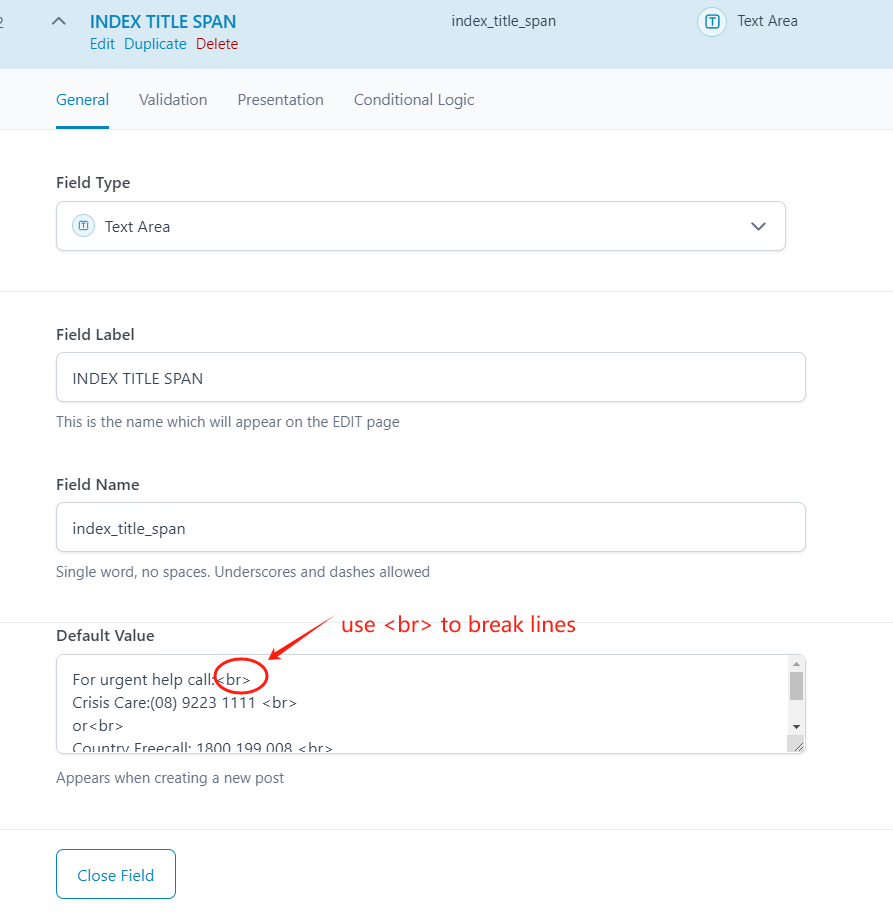 2
INDEX TITLE SPAN index_title_span Text Area
Edit Duplicate Delete
General Validation Presentation Conditional Logic
Field Type
Text Area
Field Label
INDEX TITLE SPAN
This is the name which will appear on the EDIT page
Field Name
index_title_span
Single word, no spaces. Underscores and dashes allowed
use <br> to break lines
Default Value
For urgent help call:<br>
Crisis Care:(08) 9223 1111 <br>
or<br>
Country Freecall: 1800 199 008 <br>
Appears when creating a new post
Close Field